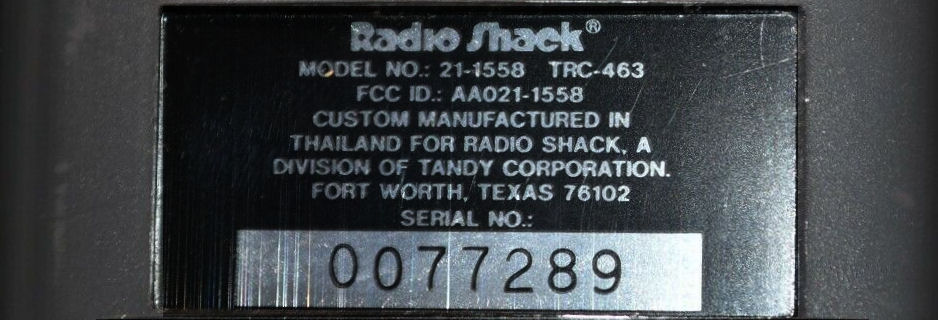 Radio Shack®
MODEL NO.: 21-1558 TRC-463
FCC ID.: AAO21-1558
CUSTOM MANUFACTURED IN
THAILAND FOR RADIO SHACK, A
DIVISION OF TANDY CORPORATION.
FORT WORTH, TEXAS 76102
SERIAL NO.:
0077289